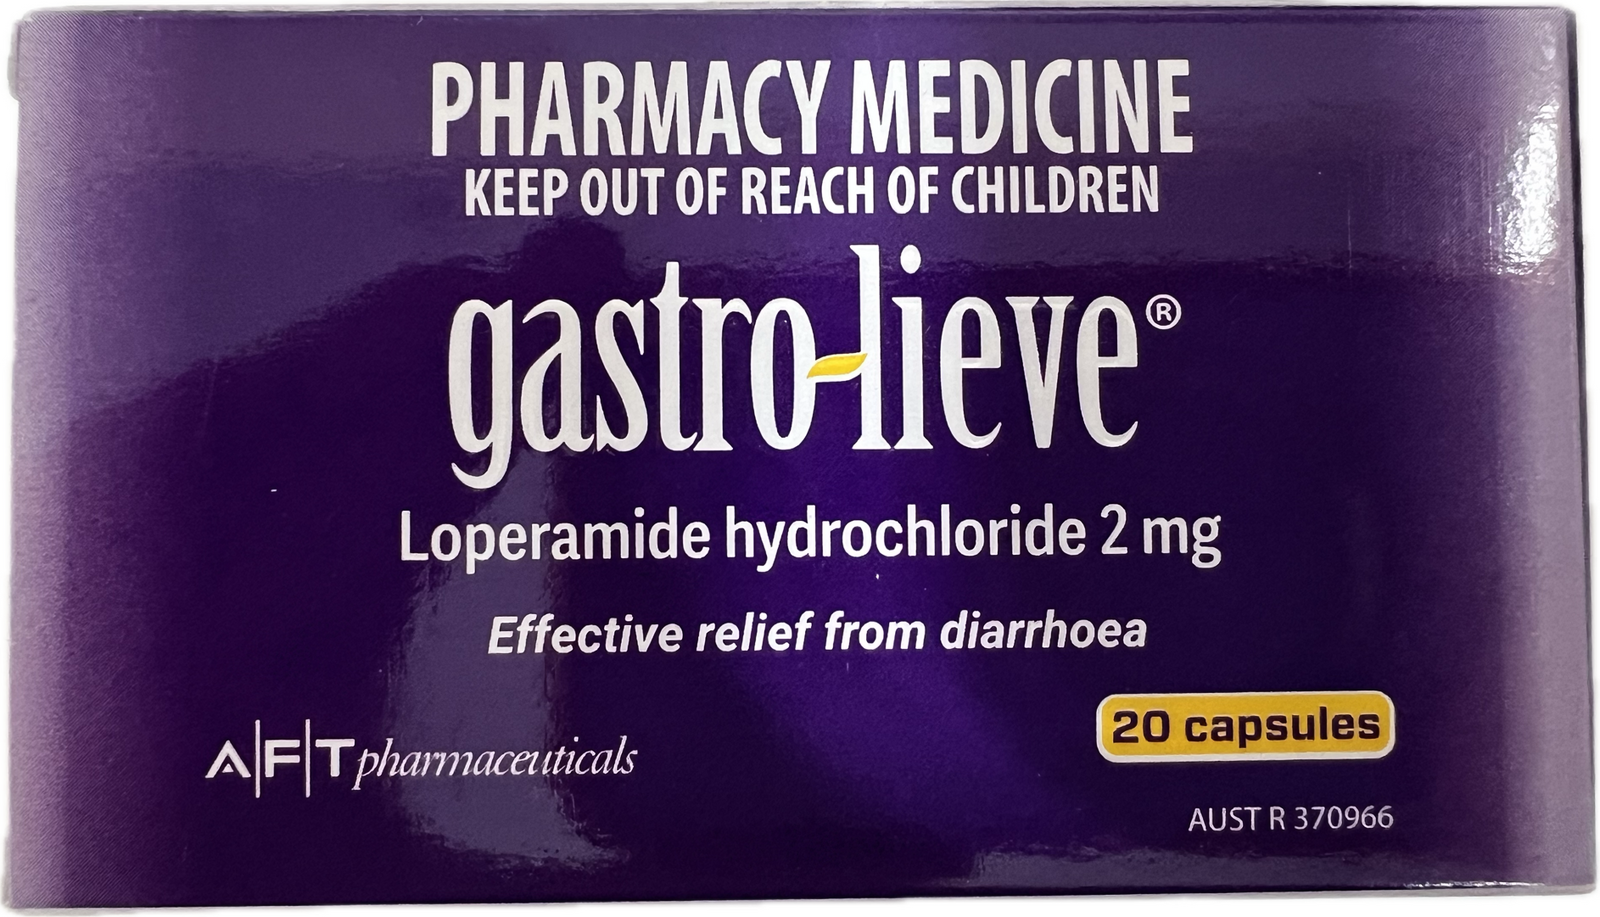 PHARMACY MEDICINE
KEEP OUT OF REACH OF CHILDREN
gastro-lieve®
Loperamide hydrochloride 2 mg
Effective relief from diarrhoea
20 capsules
AFT pharmaceuticals
AUST R 370966